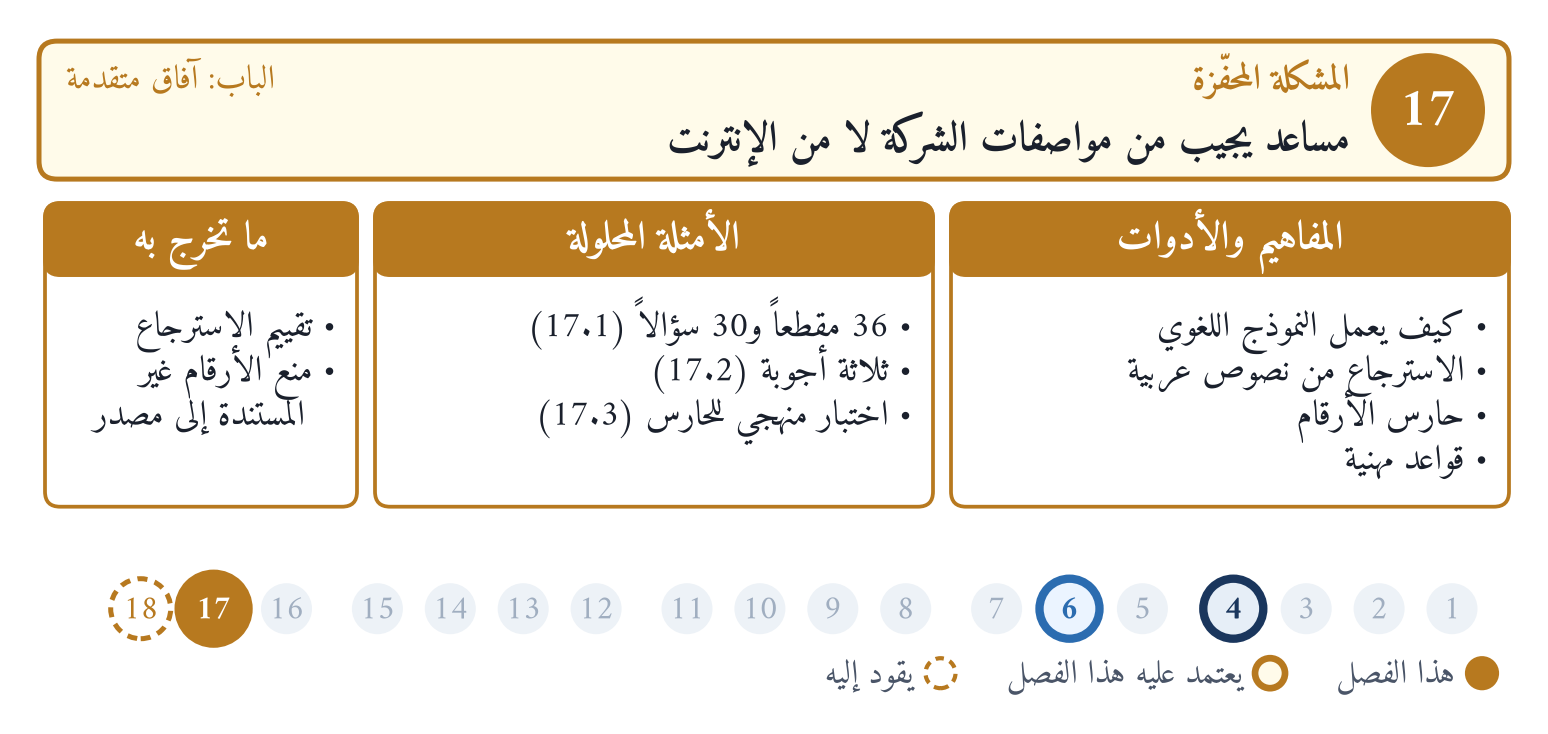 17
المشكلة المحفّزة
الباب: آفاق متقدمة
مساعد يجيب من مواصفات الشركة لا من الإنترنت
المفاهيم والأدوات
• كيف يعمل النموذج اللغوي
• الاسترجاع من نصوص عربية
• حارس الأرقام
• قواعد مهنية
الأمثلة المحلولة
• 36 مقطعاً و30 سؤالاً (17.1)
• ثلاثة أجوبة (17.2)
• اختبار منهجي للحارس (17.3)
ما تخرج به
• تقييم الاسترجاع
• منع الأرقام غير
المستندة إلى مصدر
1 2 3 4 5 6 7 8 9 10 11 12 13 14 15 16 17 18
هذا الفصل يعتمد عليه هذا الفصل يقود إليه